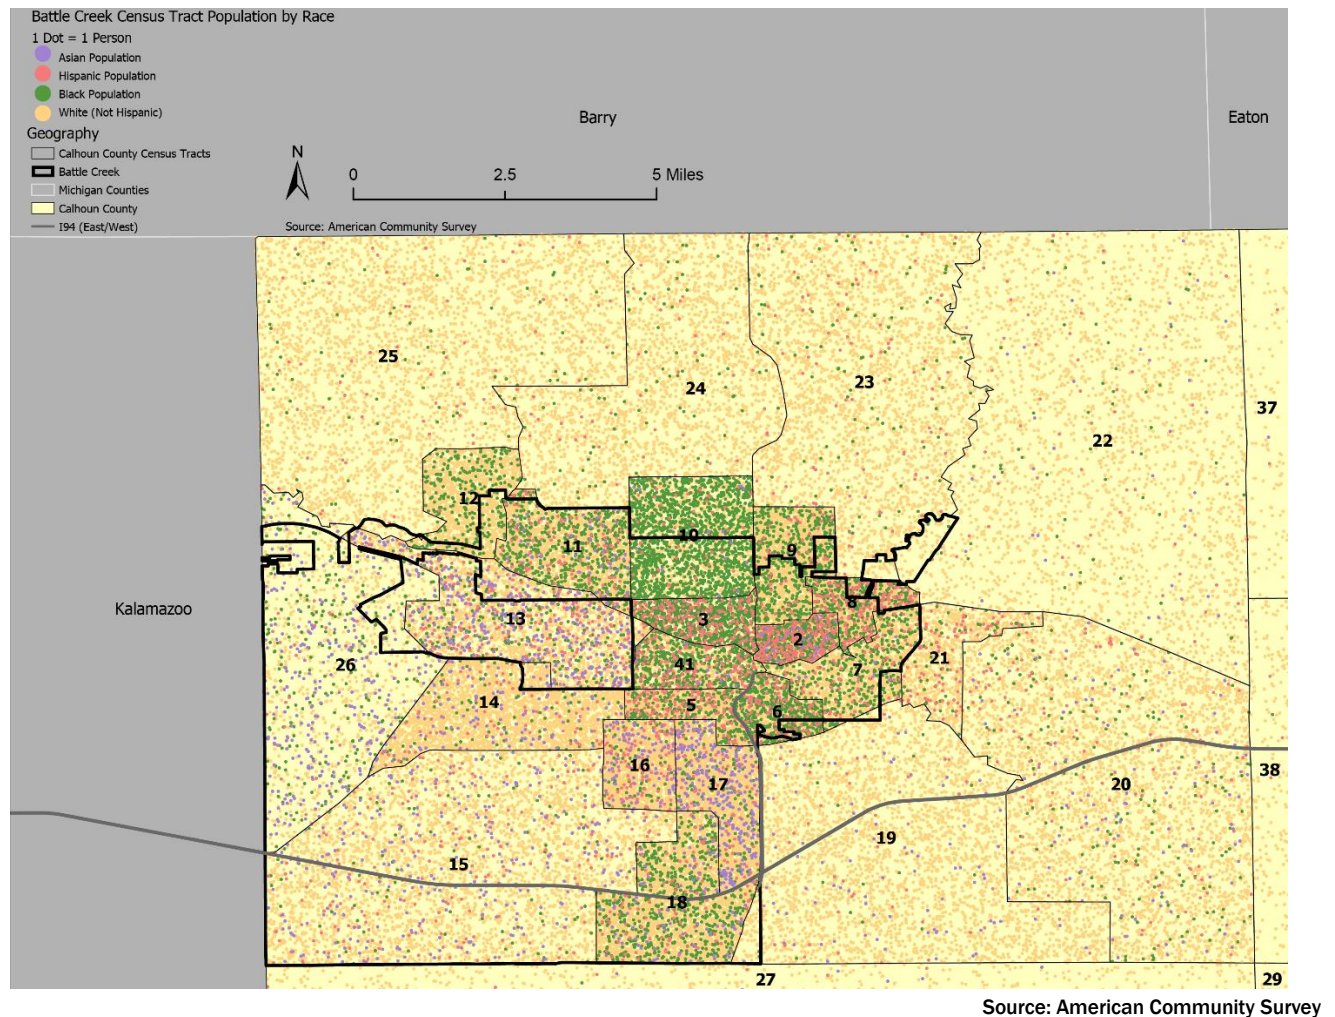 Battle Creek Census Tract Population by Race
1 Dot = 1 Person
Asian Population
Hispanic Population
Black Population
White (Not Hispanic)
Geography
Calhoun County Census Tracts
Battle Creek
Michigan Counties
Calhoun County
I94 (East/West)
N
0 2.5 5 Miles
Source: American Community Survey
Barry
Eaton
Kalamazoo
25
24
23
37
22
12
11
10
9
8
13
3
2
41
7
21
26
14
5
6
16
17
20
38
19
15
18
27
29
Source: American Community Survey